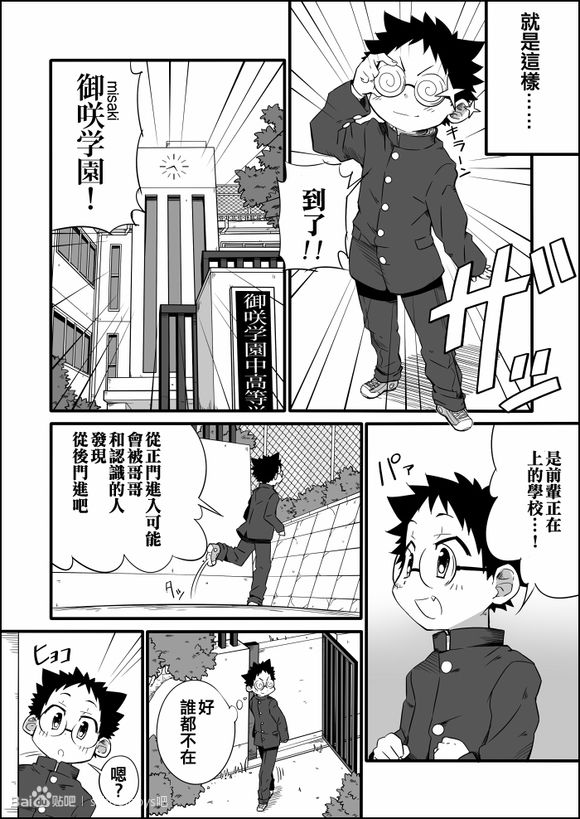 就是這樣……
キラーン
到了!!
ザッ
misaki
御咲学園!
御咲学園中高等
是前輩正在
上的學校…!
パァ
從正門進入可能
會被哥哥
和認識的人
發現
從後門進吧
タッ
好
誰都不在
ヒョコ
嗯?
Bai 贴吧